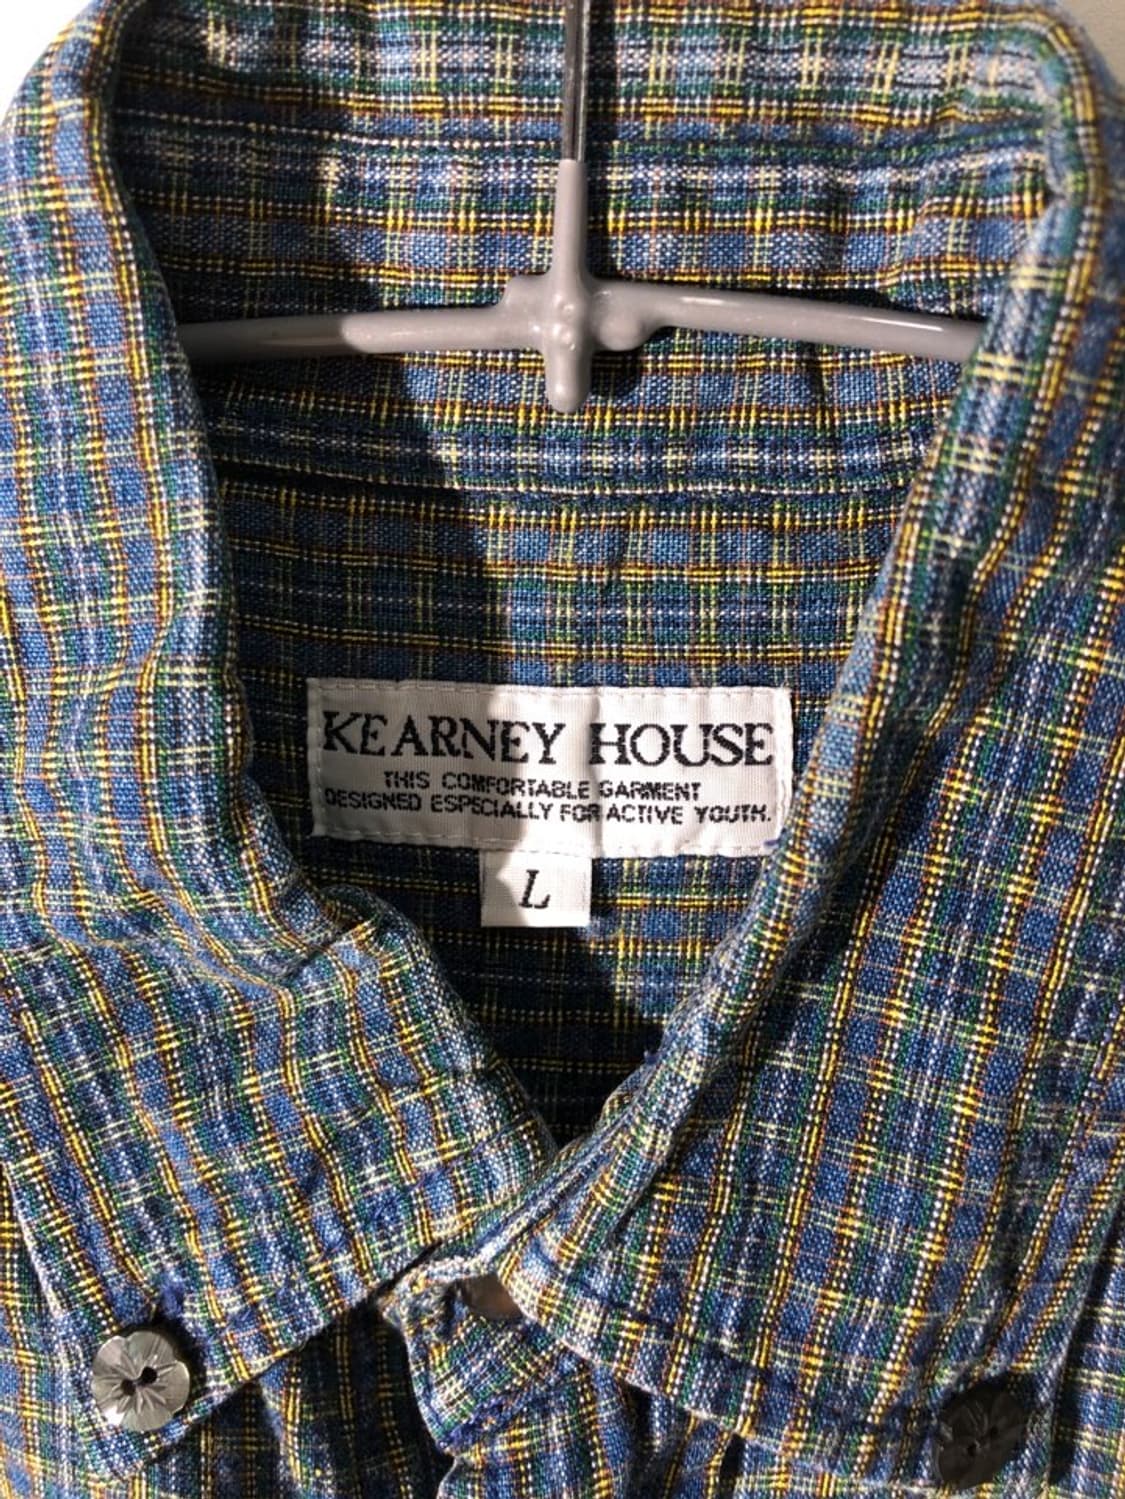 KEARNEY HOUSE
THIS COMFORTABLE GARMENT
DESIGNED ESPECIALLY FOR ACTIVE YOUTH.
L